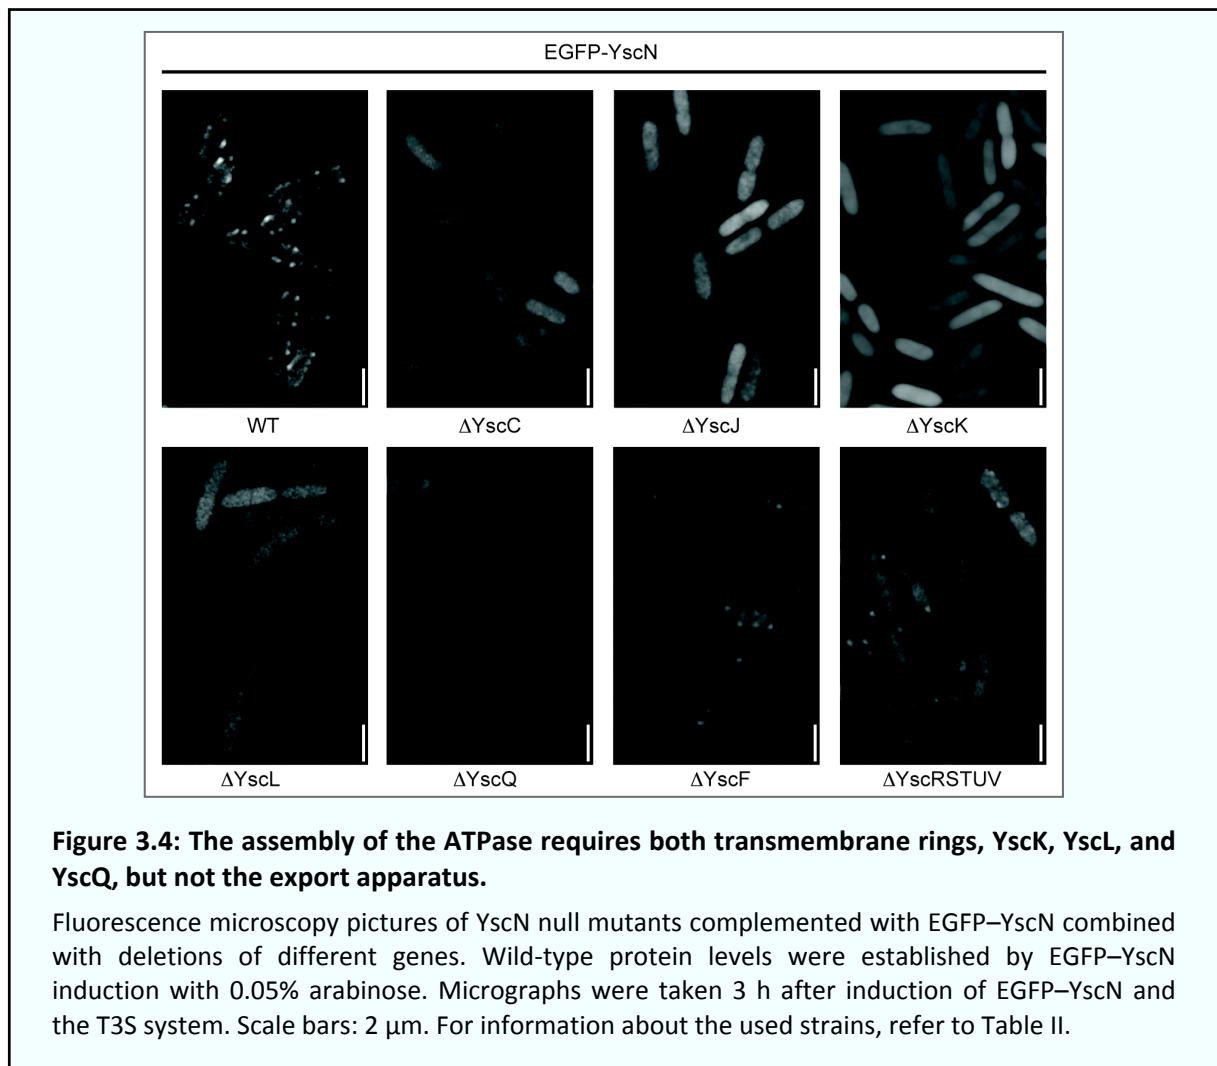 EGFP-YscN
WT
ΔYscC
ΔYscJ
ΔYscK
ΔYscL
ΔYscQ
ΔYscF
ΔYscRSTUV
Figure 3.4: The assembly of the ATPase requires both transmembrane rings, YscK, YscL, and
YscQ, but not the export apparatus.
Fluorescence microscopy pictures of YscN null mutants complemented with EGFP–YscN combined
with deletions of different genes. Wild-type protein levels were established by EGFP–YscN
induction with 0.05% arabinose. Micrographs were taken 3 h after induction of EGFP–YscN and
the T3S system. Scale bars: 2 μm. For information about the used strains, refer to Table II.